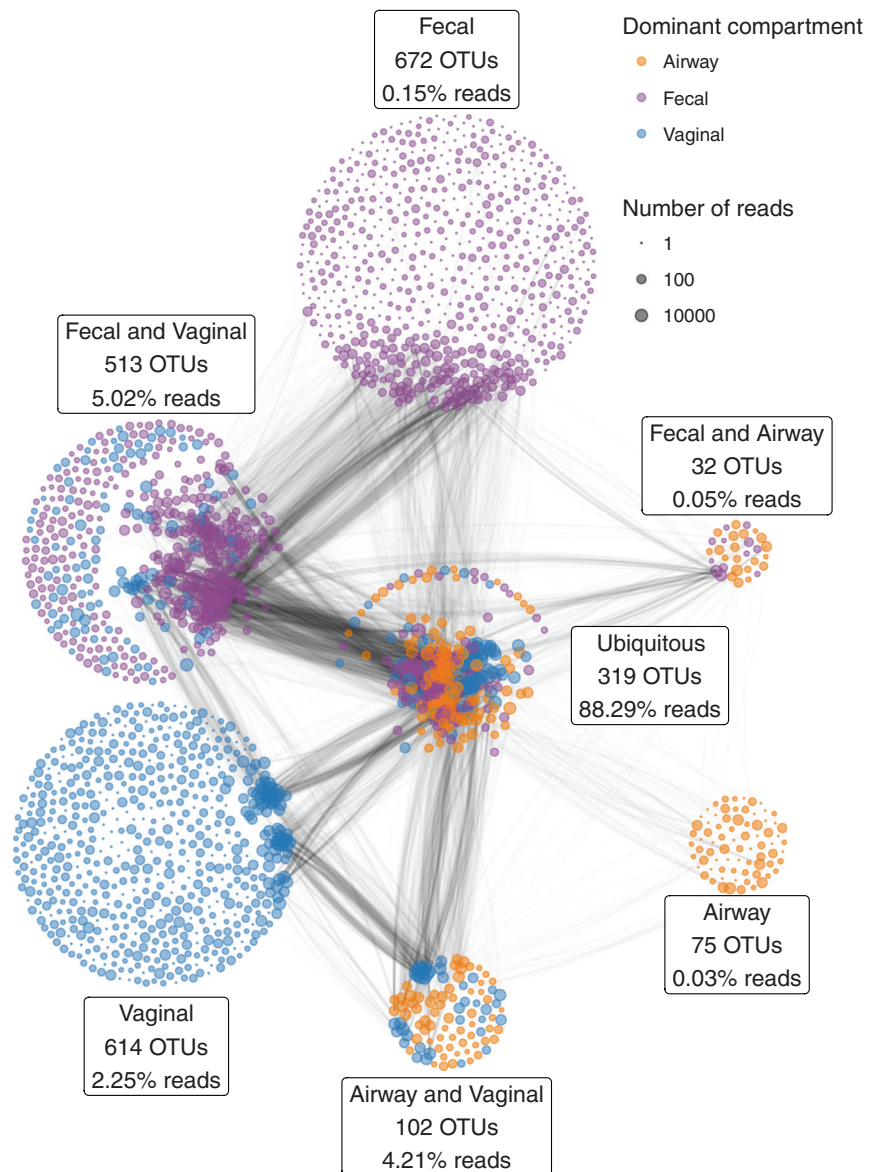 Fecal
672 OTUs
0.15% reads
Dominant compartment
Airway
Fecal
Vaginal
Number of reads
1
100
10000
Fecal and Vaginal
513 OTUs
5.02% reads
Fecal and Airway
32 OTUs
0.05% reads
Ubiquitous
319 OTUs
88.29% reads
Airway
75 OTUs
0.03% reads
Vaginal
614 OTUs
2.25% reads
Airway and Vaginal
102 OTUs
4.21% reads